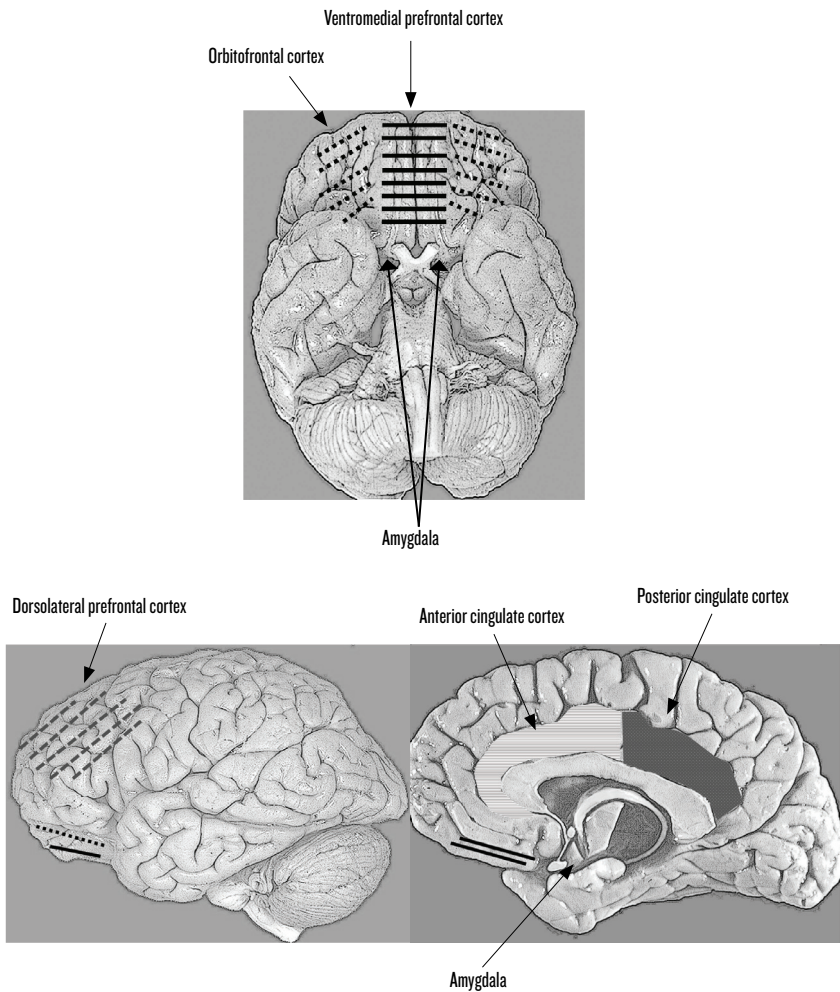 Ventromedial prefrontal cortex
Orbitofrontal cortex
Amygdala
Dorsolateral prefrontal cortex
Anterior cingulate cortex
Posterior cingulate cortex
Amygdala